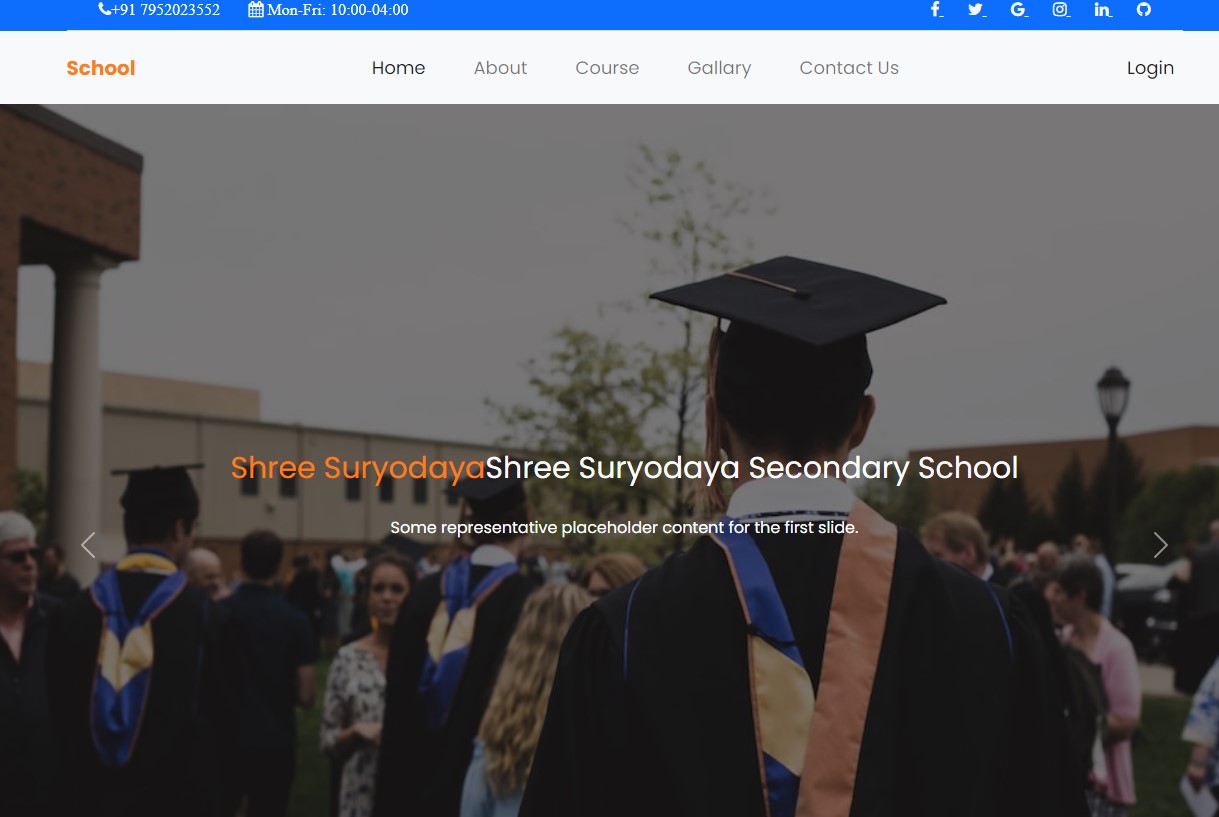 +91 7952023552 Mon-Fri: 10:00-04:00
School Home About Course Gallary Contact Us Login
Shree SuryodayaShree Suryodaya Secondary School
Some representative placeholder content for the first slide.